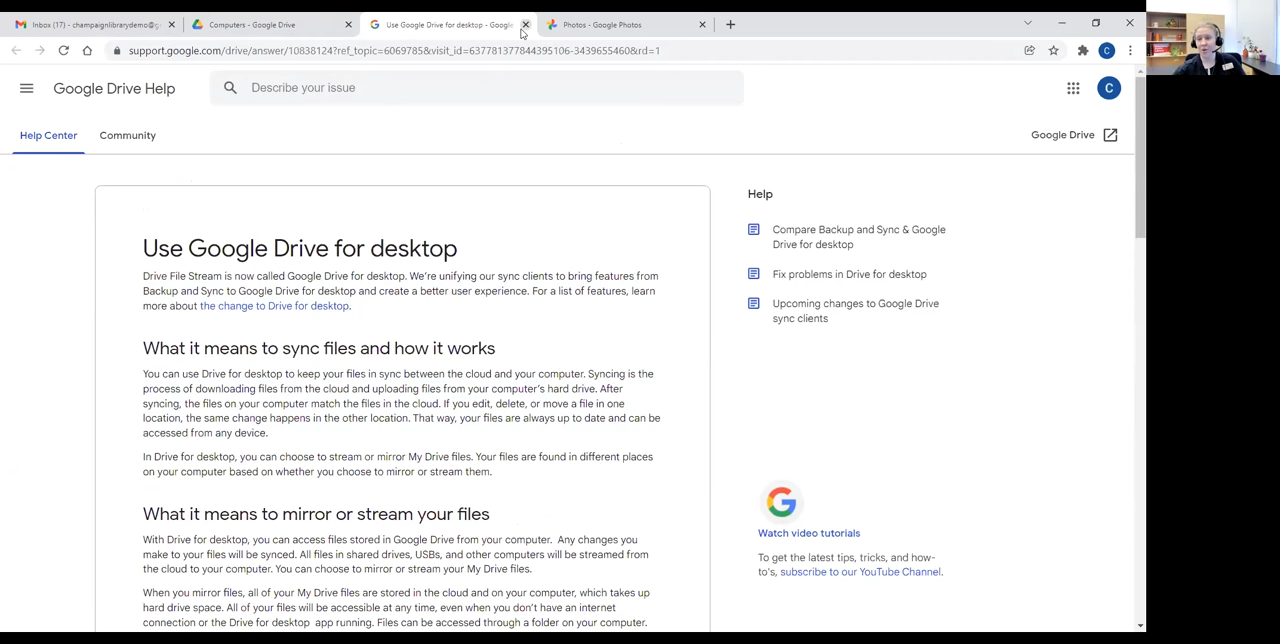 Inbox (17) - champaignlibrarydemo@g
Computers - Google Drive
Use Google Drive for desktop - Google
Photos - Google Photos
support.google.com/drive/answer/10838124?ref_topic=6069785&visit_id=637781377844395106-3439655460&rd=1
C
Google Drive Help
Describe your issue
C
Help Center
Community
Google Drive
Use Google Drive for desktop
Drive File Stream is now called Google Drive for desktop. We're unifying our sync clients to bring features from
Backup and Sync to Google Drive for desktop and create a better user experience. For a list of features, learn
more about the change to Drive for desktop.
What it means to sync files and how it works
You can use Drive for desktop to keep your files in sync between the cloud and your computer. Syncing is the
process of downloading files from the cloud and uploading files from your computer's hard drive. After
syncing, the files on your computer match the files in the cloud. If you edit, delete, or move a file in one
location, the same change happens in the other location. That way, your files are always up to date and can be
accessed from any device.
In Drive for desktop, you can choose to stream or mirror My Drive files. Your files are found in different places
on your computer based on whether you choose to mirror or stream them.
What it means to mirror or stream your files
With Drive for desktop, you can access files stored in Google Drive from your computer. Any changes you
make to your files will be synced. All files in shared drives, USBs, and other computers will be streamed from
the cloud to your computer. You can choose to mirror or stream your My Drive files.
When you mirror files, all of your My Drive files are stored in the cloud and on your computer, which takes up
hard drive space. All of your files will be accessible at any time, even when you don't have an internet
connection or the Drive for desktop app running. Files can be accessed through a folder on your computer.
Help
Compare Backup and Sync & Google
Drive for desktop
Fix problems in Drive for desktop
Upcoming changes to Google Drive
sync clients
G
Watch video tutorials
To get the latest tips, tricks, and how-
to's, subscribe to our YouTube Channel.